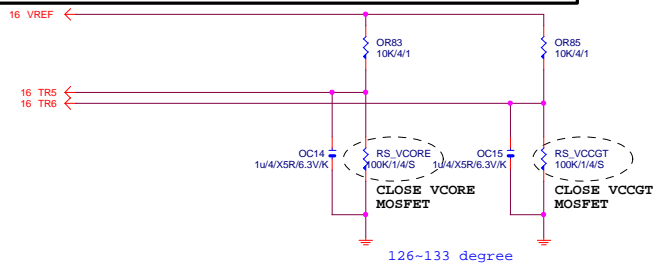 16 VREF
OR83
10K/4/1
OR85
10K/4/1
16 TR5
16 TR6
OC14
1u/4/X5R/6.3V/K
RS_VCORE
100K/1/4/S
OC15
1u/4/X5R/6.3V/K
RS_VCCGT
100K/1/4/S
CLOSE VCORE
MOSFET
CLOSE VCCGT
MOSFET
126~133 degree